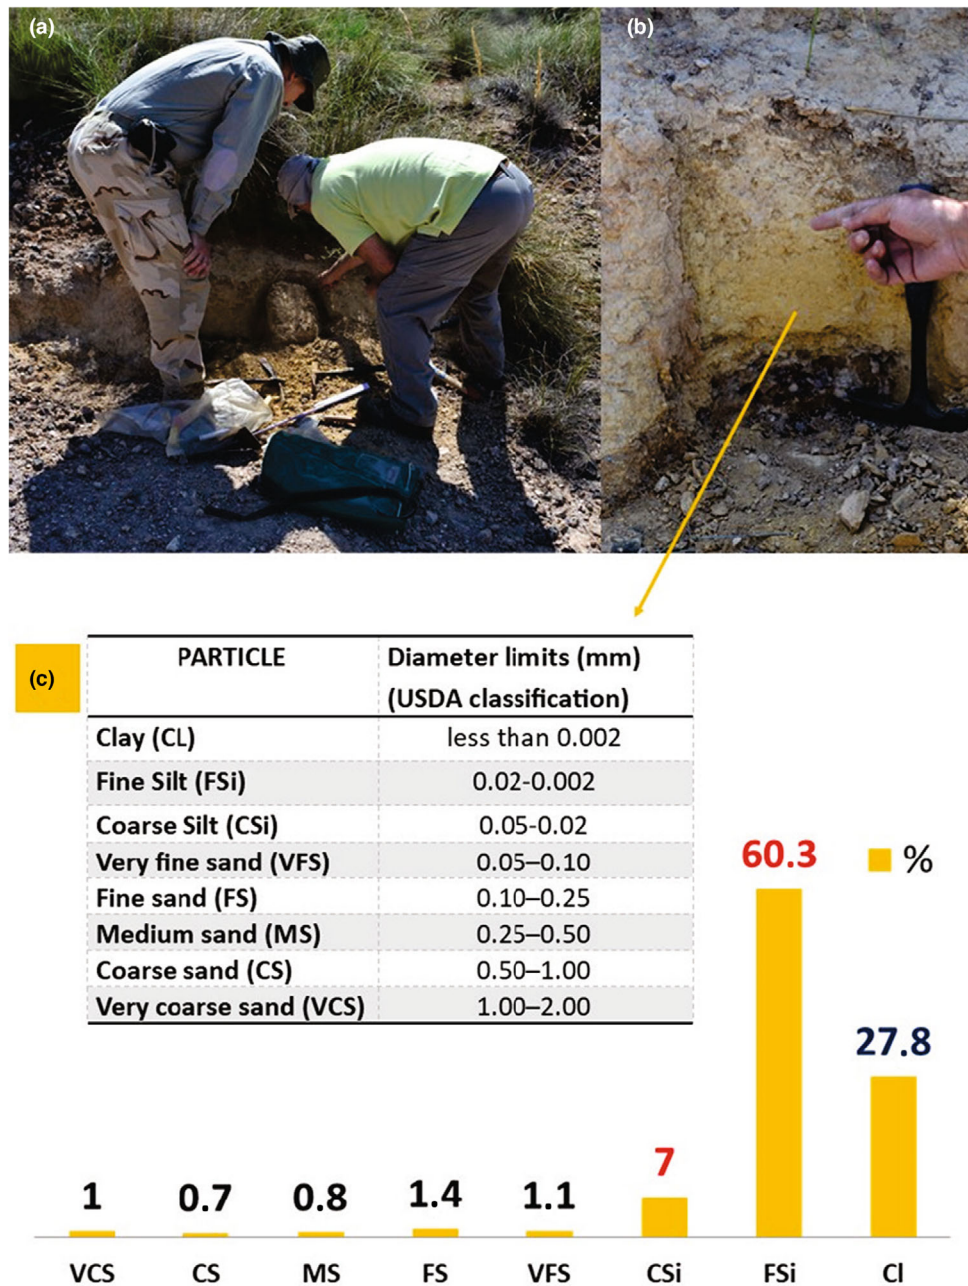 (a)
(b)
(c)
PARTICLE Diameter limits (mm)
(USDA classification)
Clay (CL) less than 0.002
Fine Silt (FSi) 0.02-0.002
Coarse Silt (CSi) 0.05-0.02
Very fine sand (VFS) 0.05–0.10
Fine sand (FS) 0.10–0.25
Medium sand (MS) 0.25–0.50
Coarse sand (CS) 0.50–1.00
Very coarse sand (VCS) 1.00–2.00
%
1 0.7 0.8 1.4 1.1 7 60.3 27.8
VCS CS MS FS VFS CSi FSi Cl